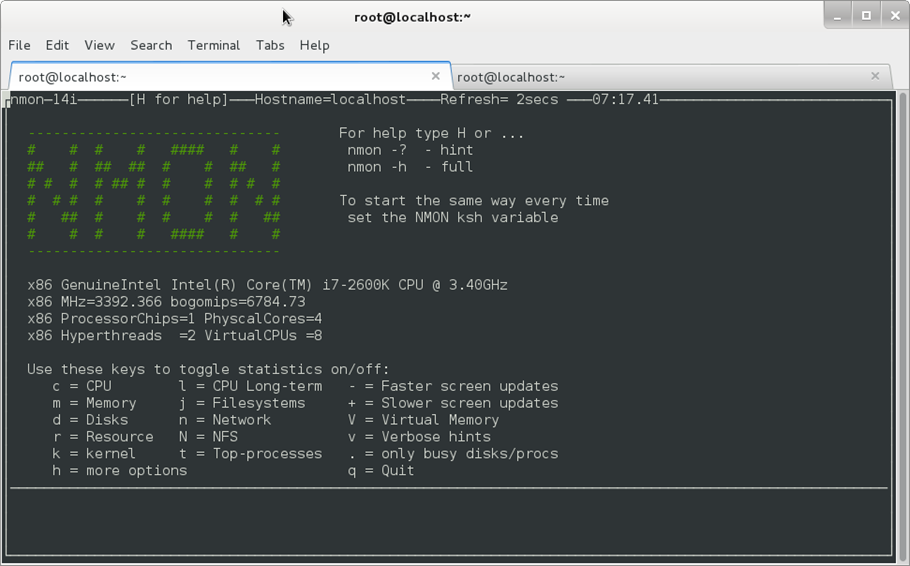 root@localhost:~
File Edit View Search Terminal Tabs Help
root@localhost:~ × root@localhost:~ ×
nmon-14i——————[H for help]———Hostname=localhost————Refresh= 2secs ———07:17.41
------------------------------ For help type H or ...
#    #  #    #   ####   #    # nmon -? - hint
##   #  ##  ##  #    #  ##   # nmon -h - full
# #  #  # ## #  #    #  # #  #
#  # #  #    #  #    #  #  # # To start the same way every time
#   ##  #    #  #    #  #   ## set the NMON ksh variable
#    #  #    #   ####   #    #
------------------------------
x86 GenuineIntel Intel(R) Core(TM) i7-2600K CPU @ 3.40GHz
x86 MHz=3392.366 bogomips=6784.73
x86 ProcessorChips=1 PhyscalCores=4
x86 Hyperthreads =2 VirtualCPUs =8
Use these keys to toggle statistics on/off:
c = CPU l = CPU Long-term - = Faster screen updates
m = Memory j = Filesystems + = Slower screen updates
d = Disks n = Network V = Virtual Memory
r = Resource N = NFS v = Verbose hints
k = kernel t = Top-processes . = only busy disks/procs
h = more options q = Quit